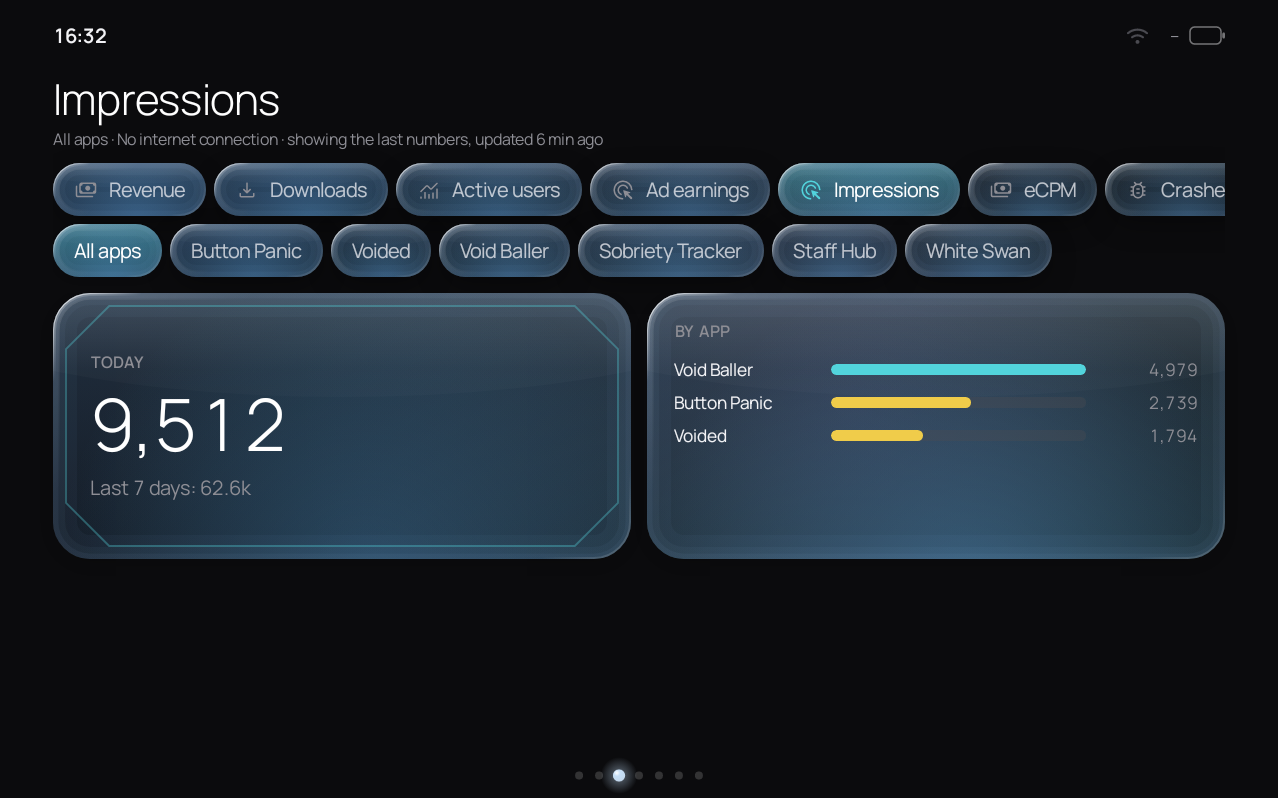 16:32
Impressions
All apps · No internet connection · showing the last numbers, updated 6 min ago
Revenue Downloads Active users Ad earnings Impressions eCPM Crashe
All apps Button Panic Voided Void Baller Sobriety Tracker Staff Hub White Swan
TODAY
9,512
Last 7 days: 62.6k
BY APP
Void Baller 4,979
Button Panic 2,739
Voided 1,794